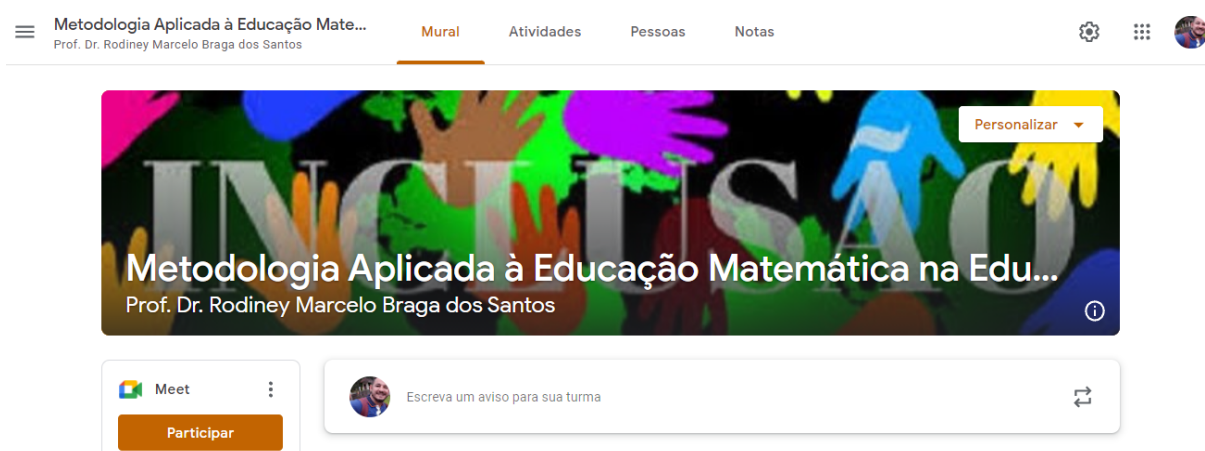 Metodologia Aplicada à Educação Mate...
Prof. Dr. Rodiney Marcelo Braga dos Santos
Mural Atividades Pessoas Notas
Personalizar
INCLUSÃO
Metodologia Aplicada à Educação Matemática na Edu...
Prof. Dr. Rodiney Marcelo Braga dos Santos
Meet
Escreva um aviso para sua turma
Participar